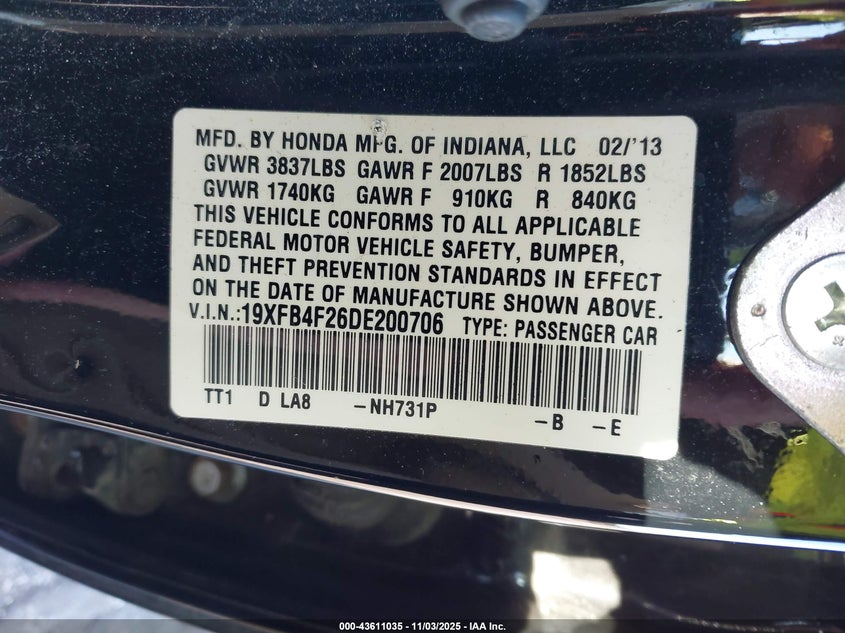 MFD. BY HONDA MFG. OF INDIANA, LLC 02/'13
GVWR 3837LBS GAWR F 2007LBS R 1852LBS
GVWR 1740KG GAWR F 910KG R 840KG
THIS VEHICLE CONFORMS TO ALL APPLICABLE
FEDERAL MOTOR VEHICLE SAFETY, BUMPER,
AND THEFT PREVENTION STANDARDS IN EFFECT
ON THE DATE OF MANUFACTURE SHOWN ABOVE.
V.I.N.:19XFB4F26DE200706 TYPE: PASSENGER CAR
TT1 D LA8 -NH731P -B -E
000-43611035 - 11/03/2025 - IAA Inc.